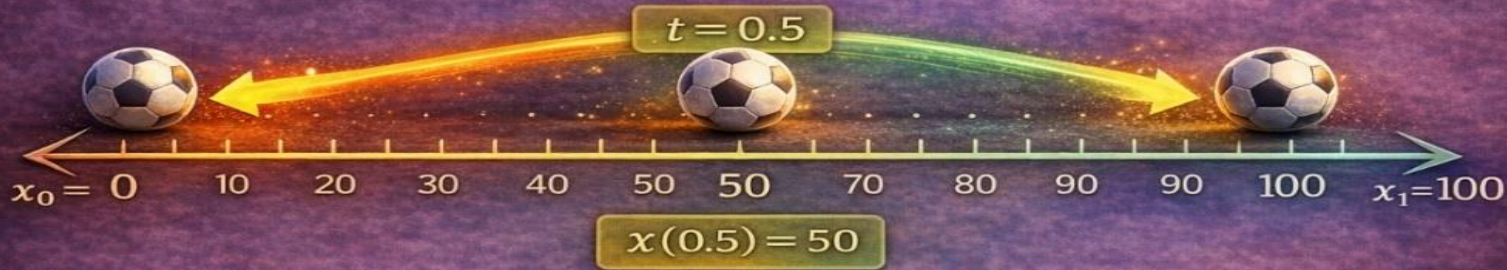 t = 0.5
x₀ = 0 10 20 30 40 50 50 70 80 90 90 100 x₁=100
x(0.5) = 50